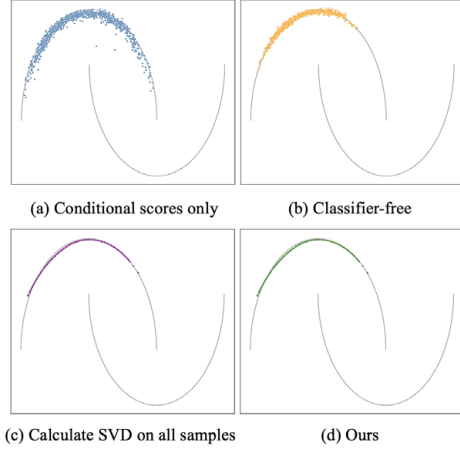 (a) Conditional scores only
(b) Classifier-free
(c) Calculate SVD on all samples
(d) Ours